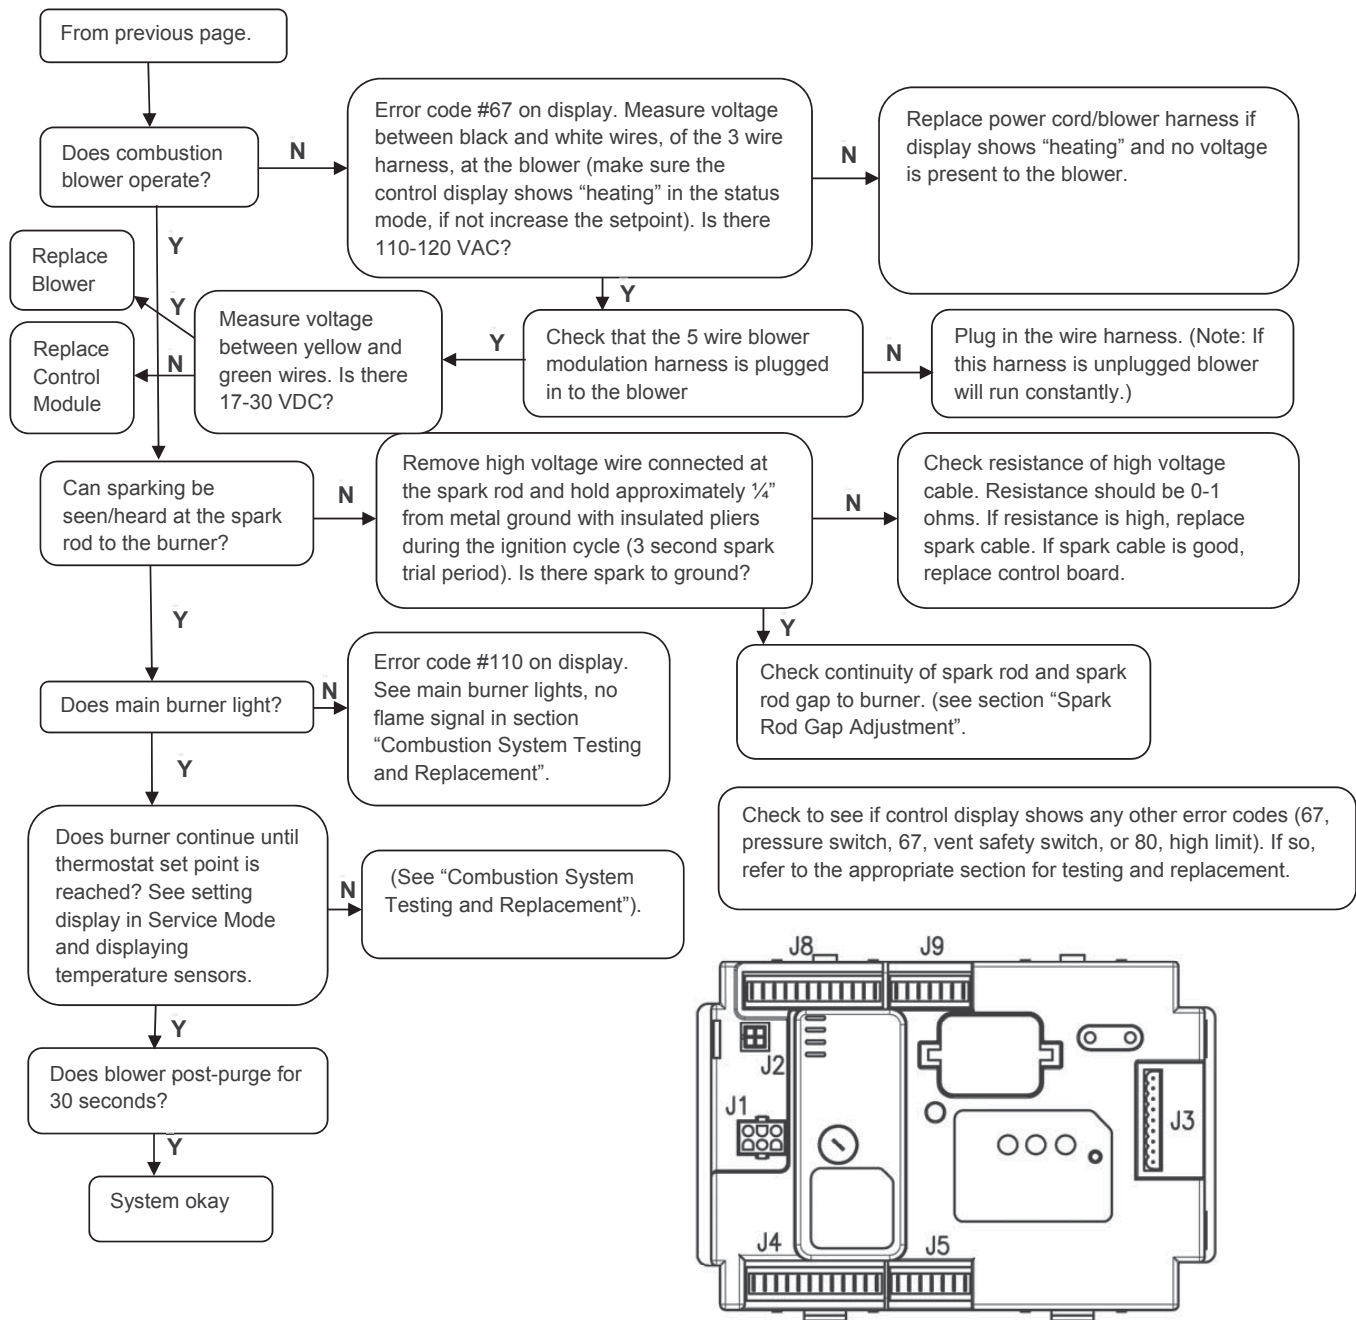 From previous page.
Does combustion
blower operate?
N
Error code #67 on display. Measure voltage
between black and white wires, of the 3 wire
harness, at the blower (make sure the
control display shows “heating” in the status
mode, if not increase the setpoint). Is there
110-120 VAC?
N
Replace power cord/blower harness if
display shows “heating” and no voltage
is present to the blower.
Y
Y
Replace
Blower
Y
Measure voltage
between yellow and
green wires. Is there
17-30 VDC?
Y
Check that the 5 wire blower
modulation harness is plugged
in to the blower
N
Plug in the wire harness. (Note: If
this harness is unplugged blower
will run constantly.)
Replace
Control
Module
N
Can sparking be
seen/heard at the spark
rod to the burner?
N
Remove high voltage wire connected at
the spark rod and hold approximately ¼”
from metal ground with insulated pliers
during the ignition cycle (3 second spark
trial period). Is there spark to ground?
N
Check resistance of high voltage
cable. Resistance should be 0-1
ohms. If resistance is high, replace
spark cable. If spark cable is good,
replace control board.
Y
Y
Check continuity of spark rod and spark
rod gap to burner. (see section “Spark
Rod Gap Adjustment”.
Does main burner light?
N
Error code #110 on display.
See main burner lights, no
flame signal in section
“Combustion System Testing
and Replacement”.
Y
Check to see if control display shows any other error codes (67,
pressure switch, 67, vent safety switch, or 80, high limit). If so,
refer to the appropriate section for testing and replacement.
Does burner continue until
thermostat set point is
reached? See setting
display in Service Mode
and displaying
temperature sensors.
N
(See “Combustion System
Testing and Replacement”).
Y
Does blower post-purge for
30 seconds?
Y
System okay
J8
J9
J2
J1
J3
J4
J5